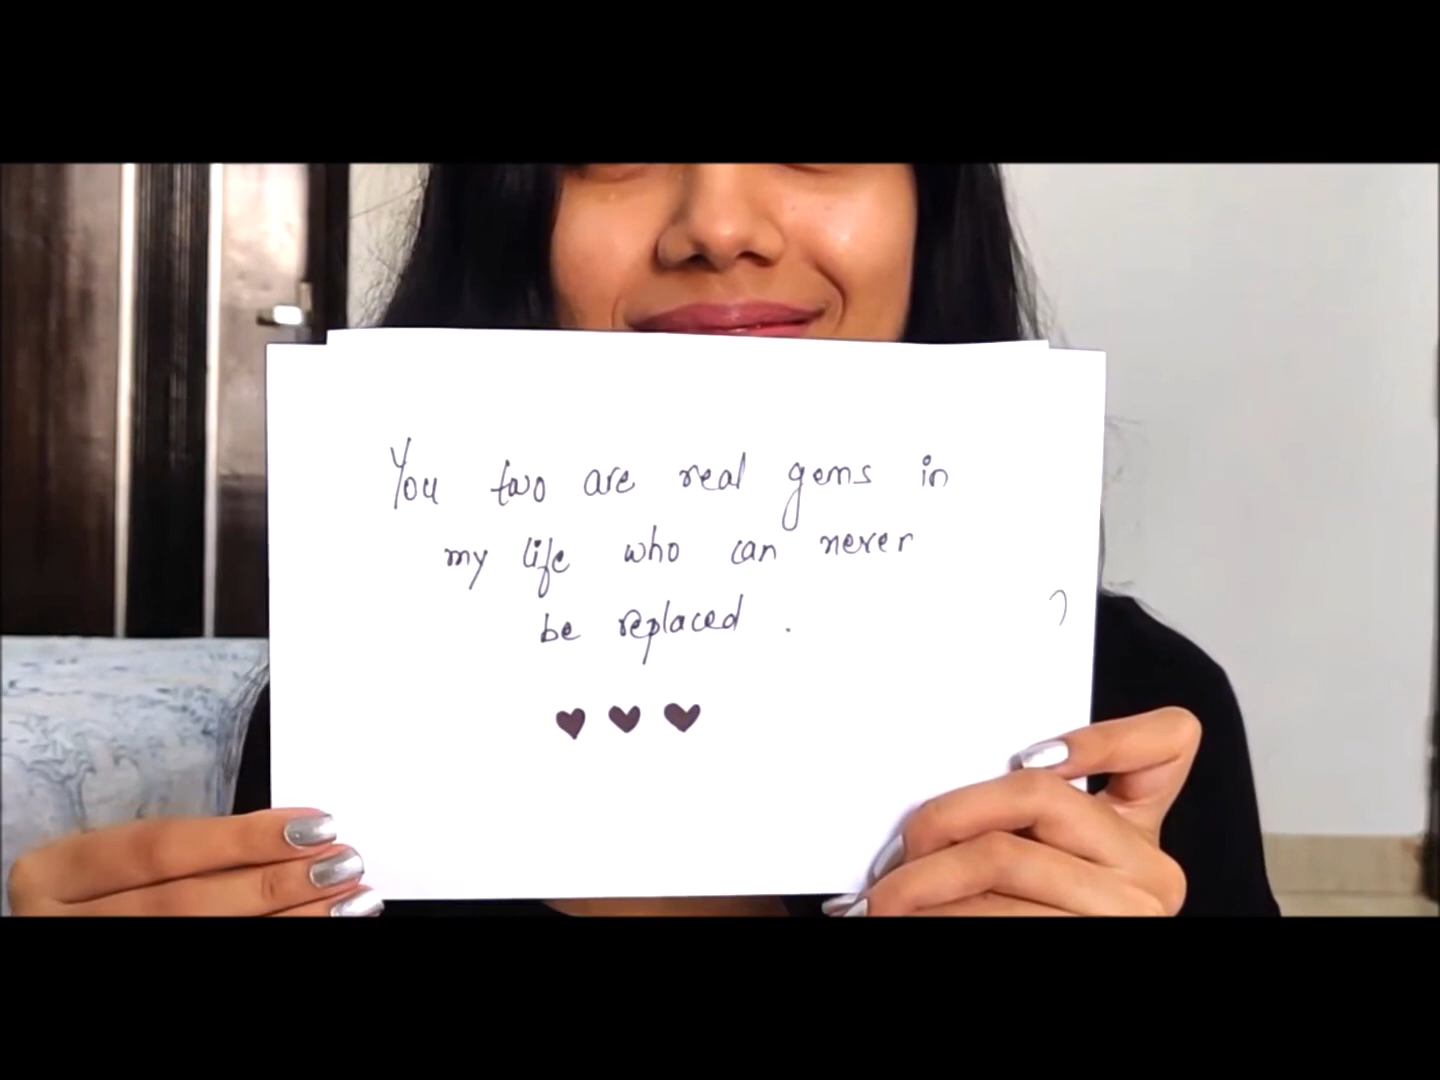 You two are real gems in
my life who can never
be replaced .
♥ ♥ ♥